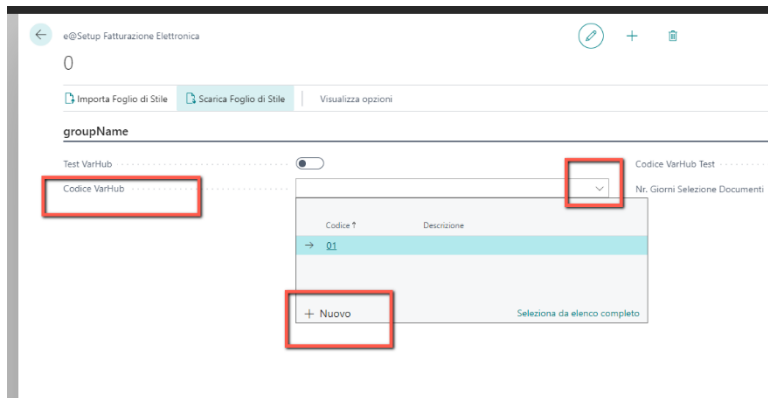 e@Setup Fatturazione Elettronica
0
Importa Foglio di Stile Scarica Foglio di Stile Visualizza opzioni
groupName
Test VarHub Codice VarHub Test
Codice VarHub Nr. Giorni Selezione Documenti
Codice↑ Descrizione
→ 01
+ Nuovo Seleziona da elenco completo